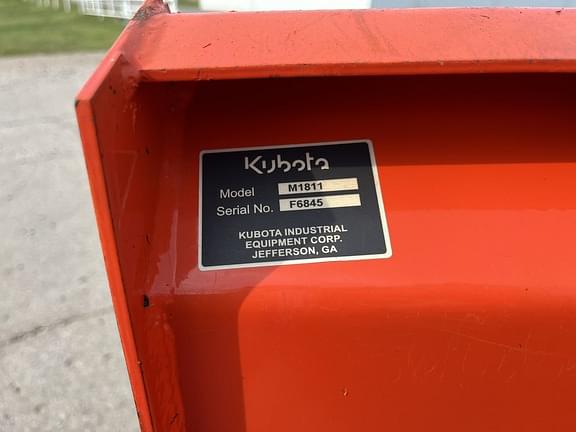 Kubota
Model M1811
Serial No. F6845
KUBOTA INDUSTRIAL
EQUIPMENT CORP.
JEFFERSON, GA